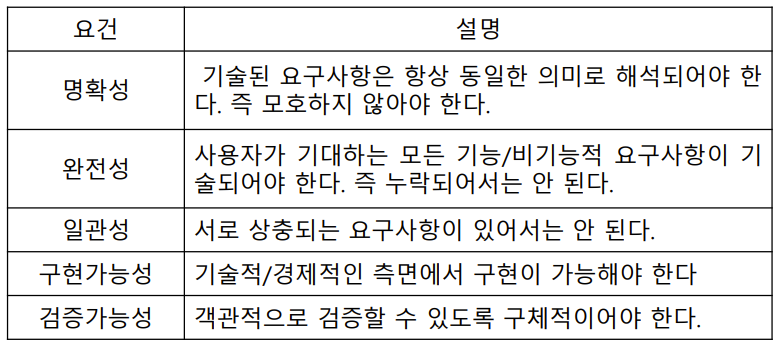 요건 설명
명확성 기술된 요구사항은 항상 동일한 의미로 해석되어야 한
다. 즉 모호하지 않아야 한다.
완전성 사용자가 기대하는 모든 기능/비기능적 요구사항이 기
술되어야 한다. 즉 누락되어서는 안 된다.
일관성 서로 상충되는 요구사항이 있어서는 안 된다.
구현가능성 기술적/경제적인 측면에서 구현이 가능해야 한다
검증가능성 객관적으로 검증할 수 있도록 구체적이어야 한다.